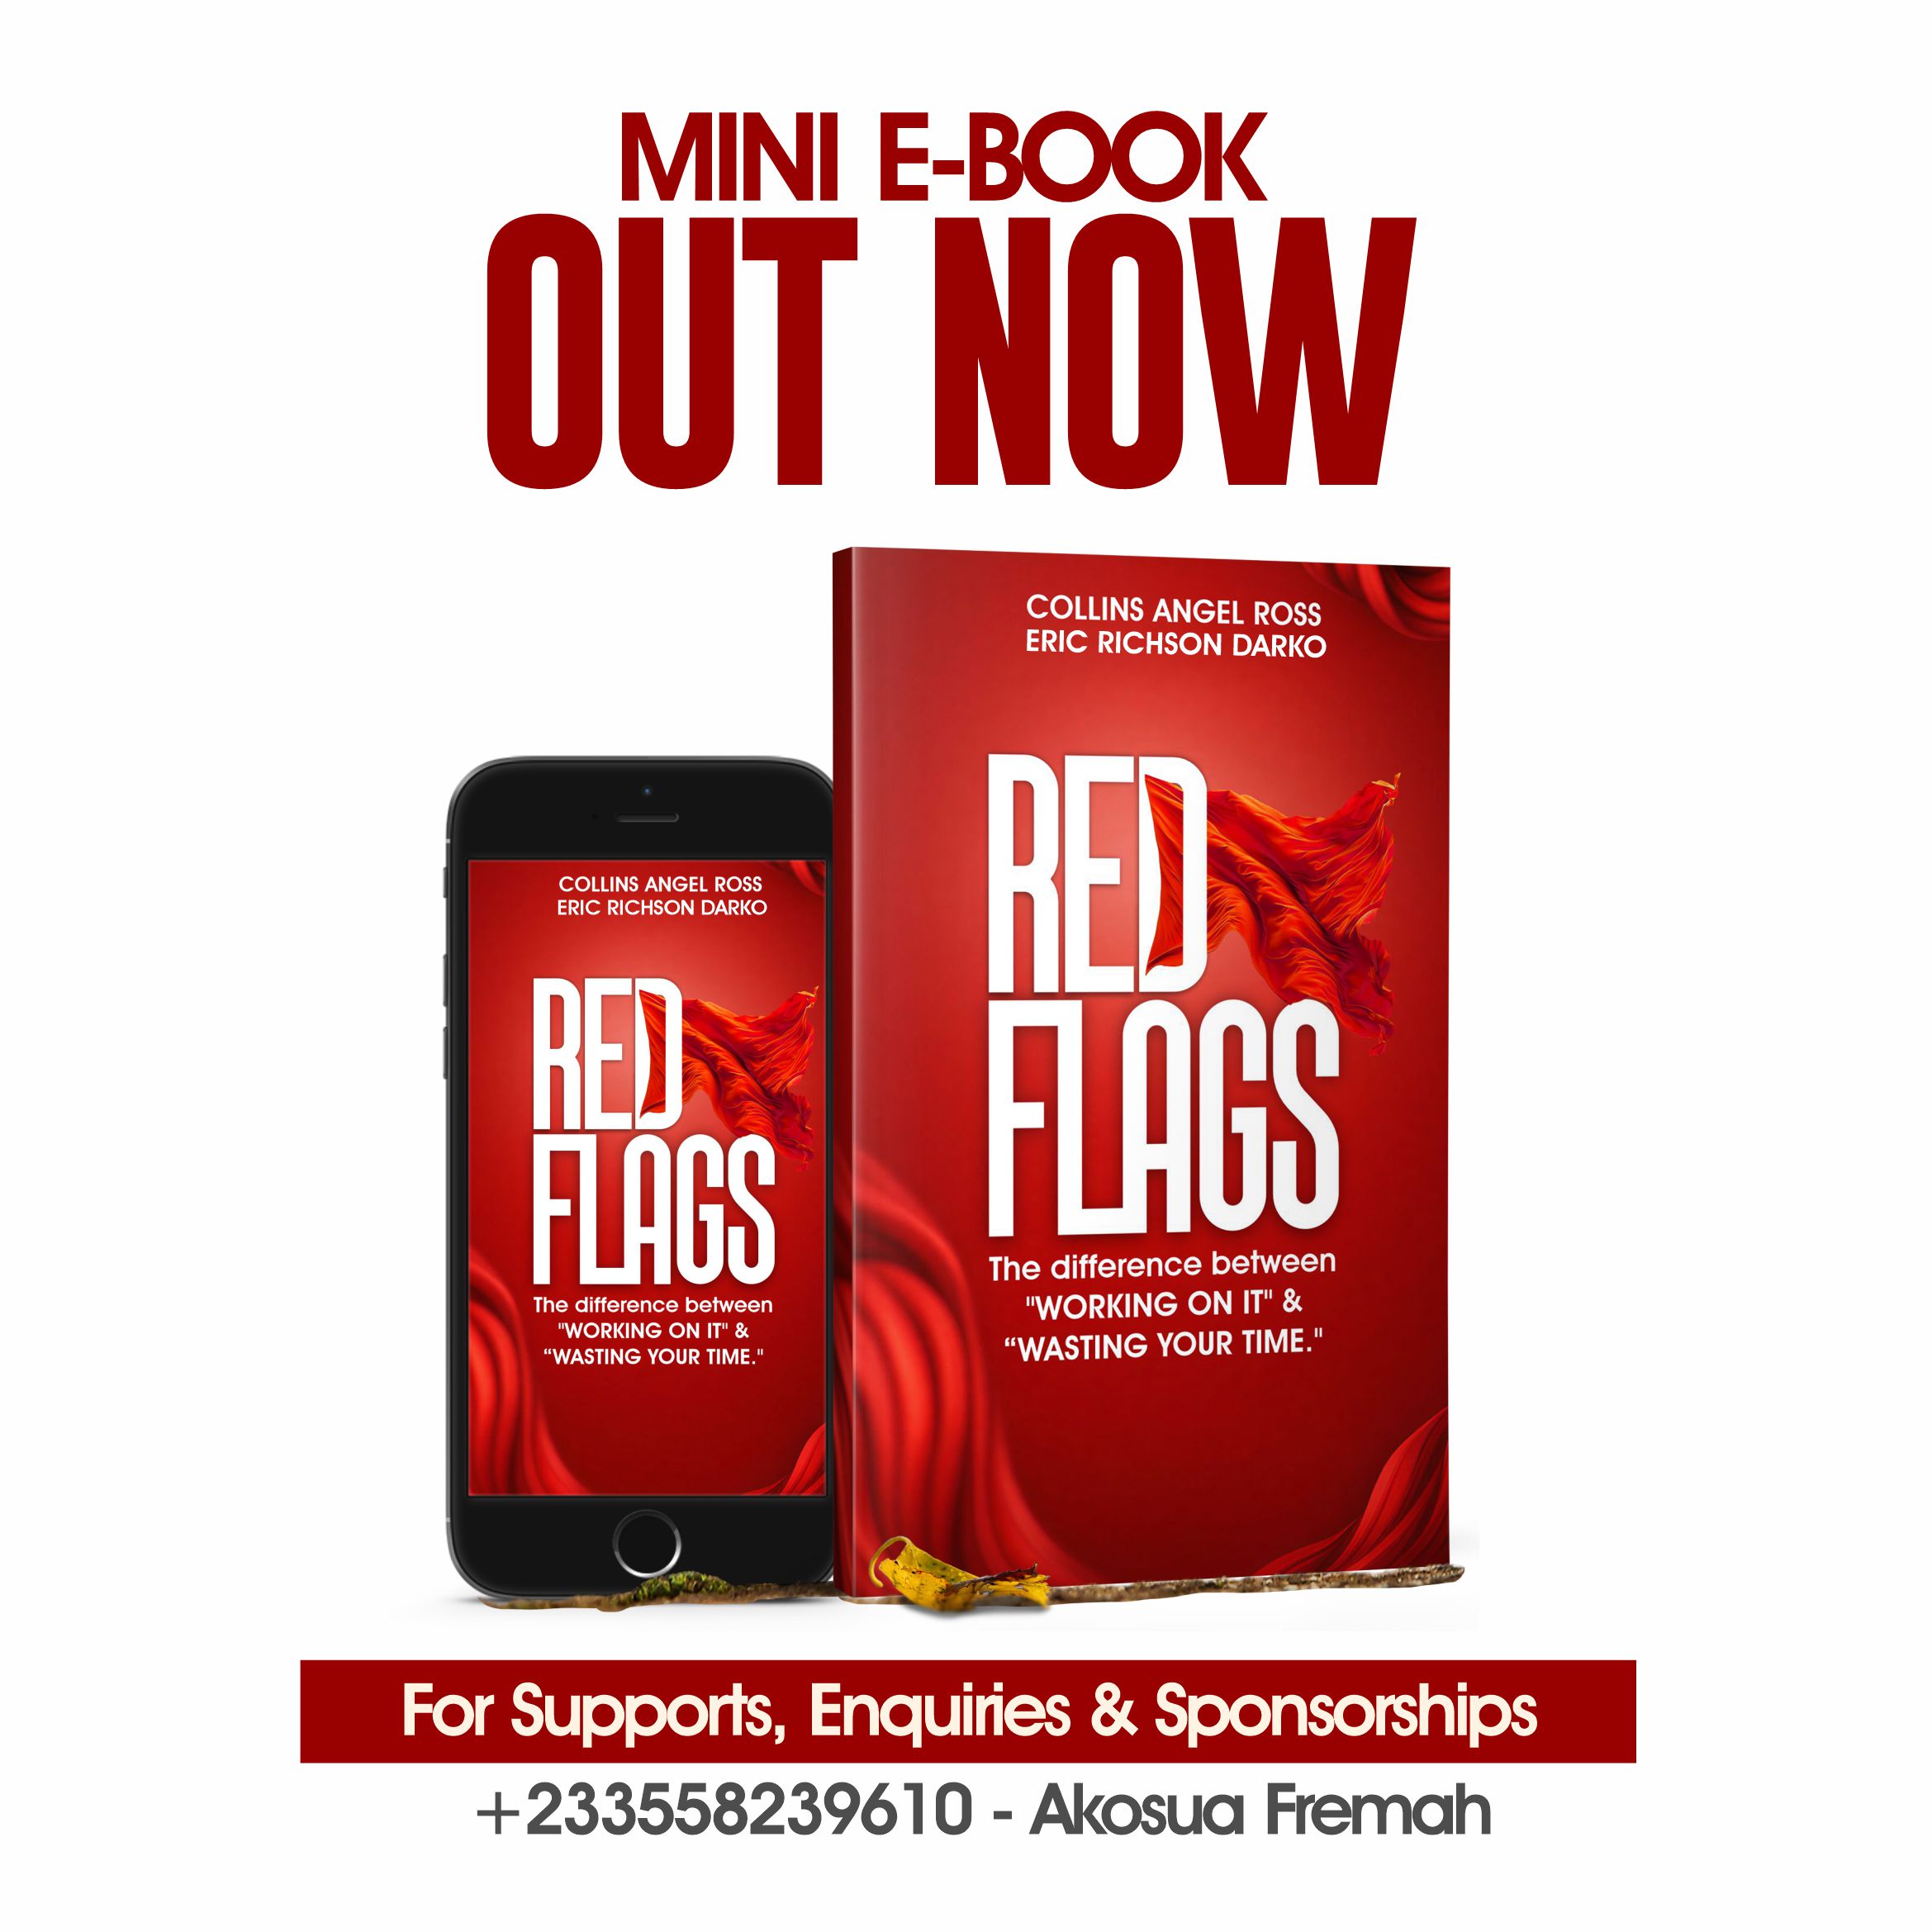 MINI E-BOOK
OUT NOW
COLLINS ANGEL ROSS
ERIC RICHSON DARKO
RED
FLAGS
The difference between
"WORKING ON IT" &
“WASTING YOUR TIME."
COLLINS ANGEL ROSS
ERIC RICHSON DARKO
RED
FLAGS
The difference between
"WORKING ON IT" &
“WASTING YOUR TIME."
For Supports, Enquiries & Sponsorships
+233558239610 - Akosua Fremah